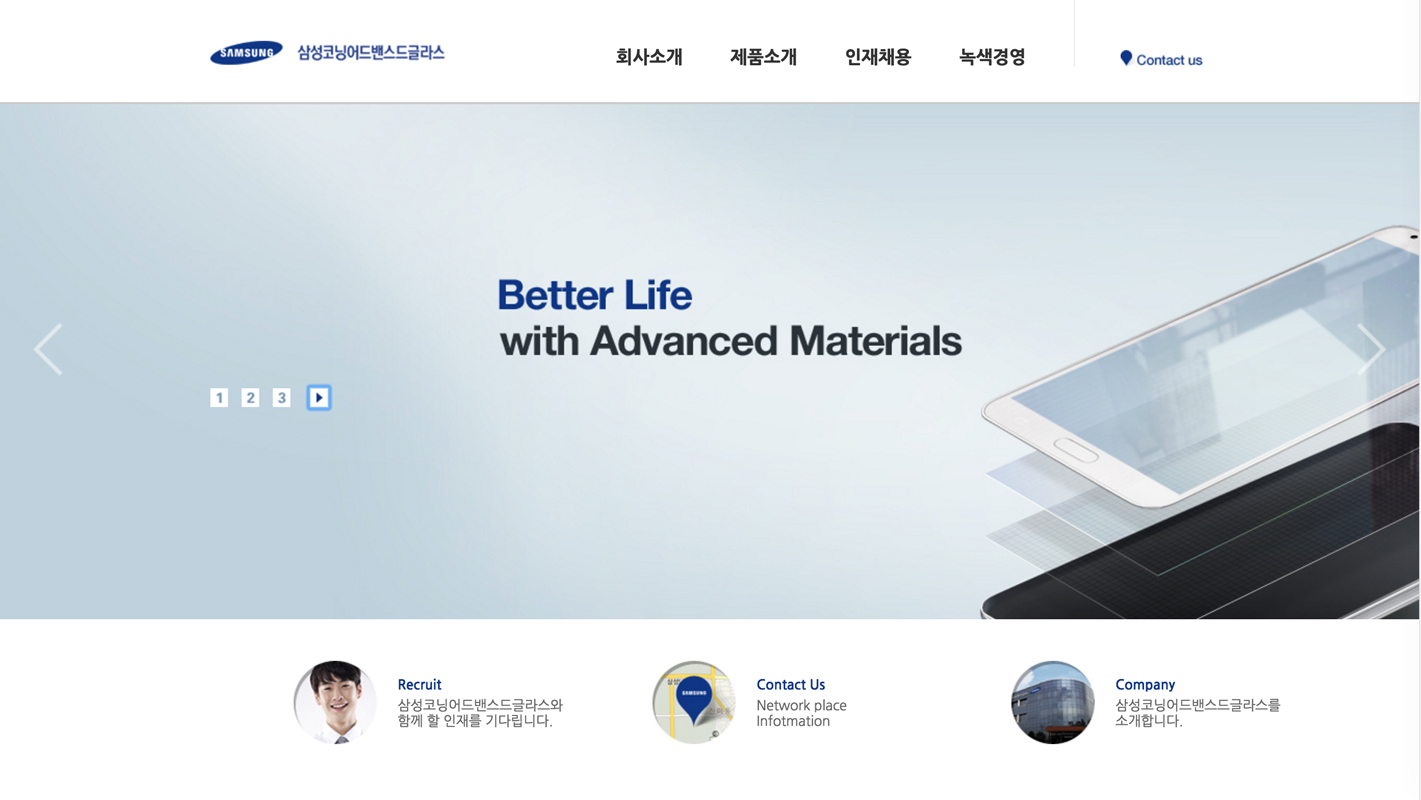 SAMSUNG 삼성코닝어드밴스드글라스
회사소개 제품소개 인재채용 녹색경영
Contact us
Better Life
with Advanced Materials
1 2 3
Recruit
삼성코닝어드밴스드글라스와
함께 할 인재를 기다립니다.
SAMSUNG
Contact Us
Network place
Infotmation
Company
삼성코닝어드밴스드글라스를
소개합니다.